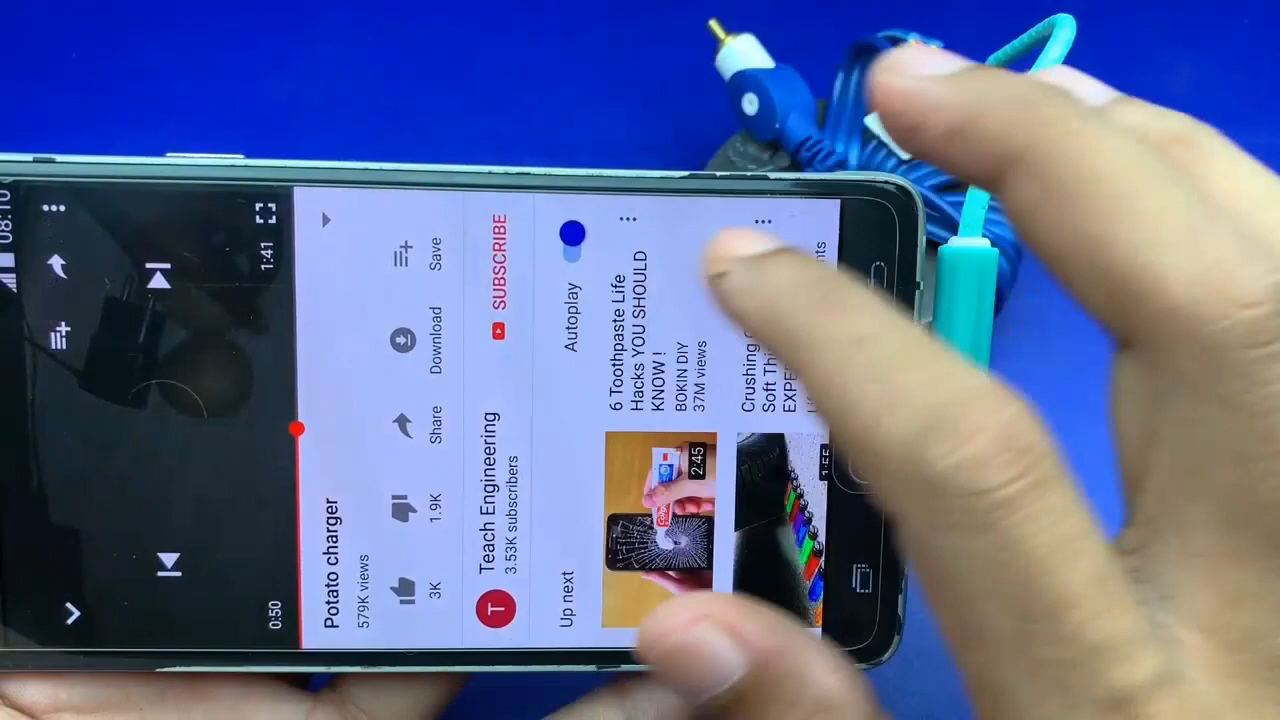 08:10
0:50
1:41
Potato charger
579K views
3K
1.9K
Share
Download
Save
T
Teach Engineering
3.53K subscribers
SUBSCRIBE
Up next
Autoplay
2:45
6 Toothpaste Life
Hacks YOU SHOULD
KNOW !
BOKIN DIY
37M views
Colgate
Crushing
Soft